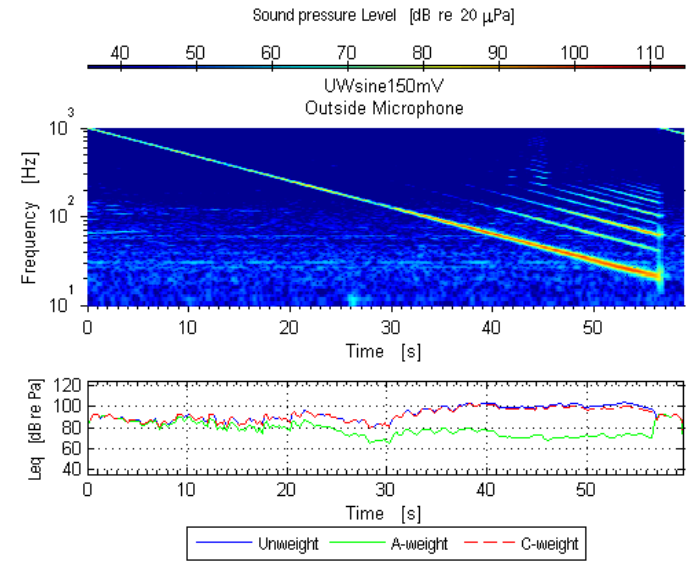 Sound pressure Level [dB re 20 µPa]
40 50 60 70 80 90 100 110
UWsine150mV
Outside Microphone
10³
10²
10¹
Frequency [Hz]
0 10 20 30 40 50
Time [s]
120
100
80
60
40
Leq [dB re Pa]
0 10 20 30 40 50
Time [s]
Unweight A-weight C-weight